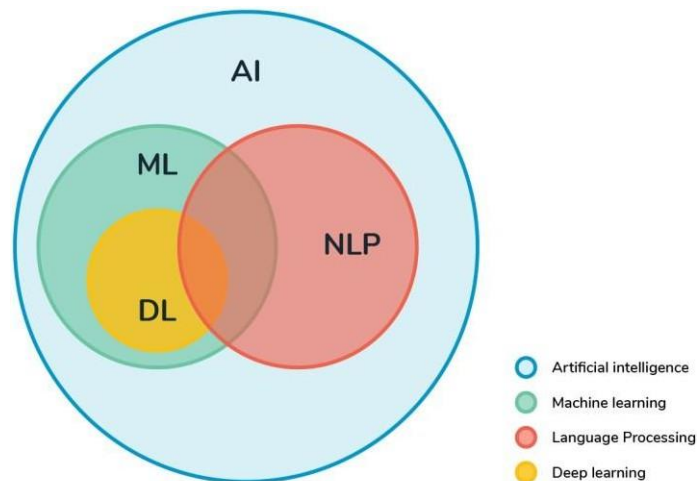 AI
ML
NLP
DL
Artificial intelligence
Machine learning
Language Processing
Deep learning